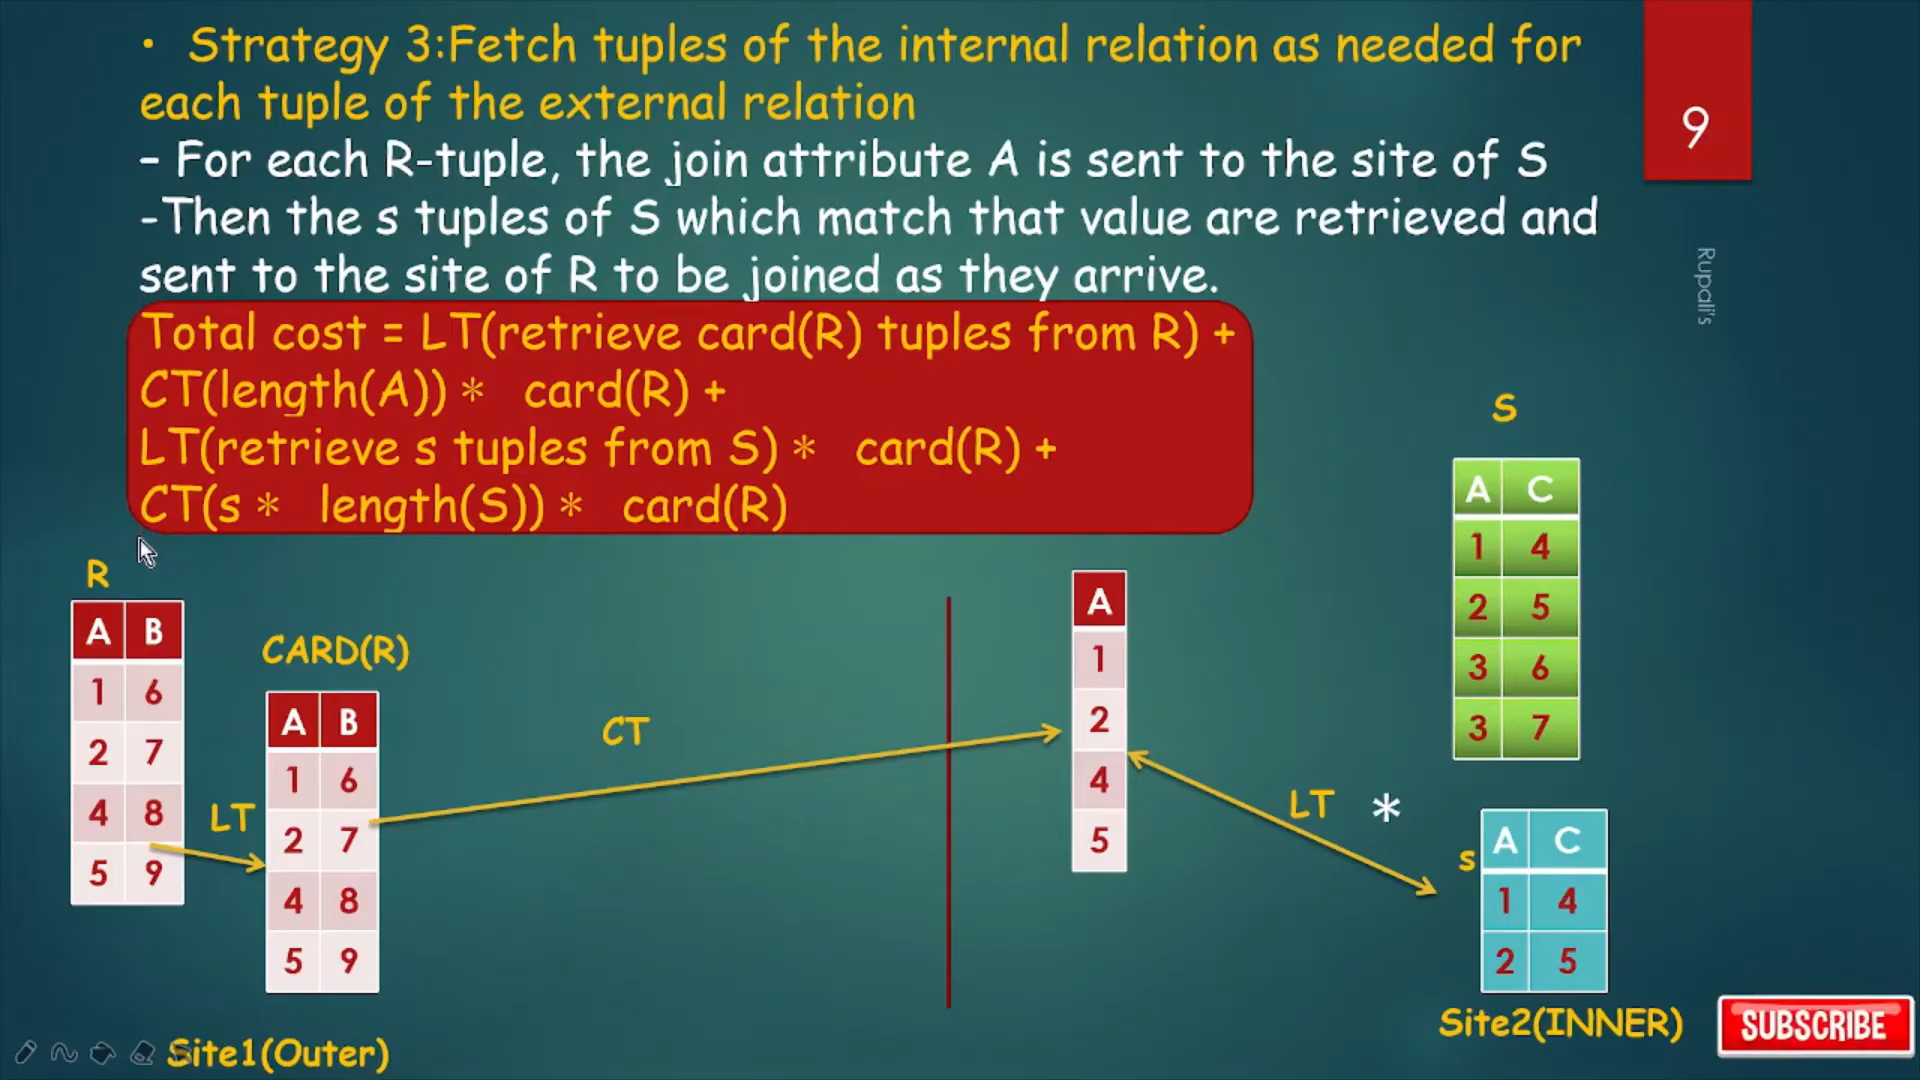 • Strategy 3:Fetch tuples of the internal relation as needed for
each tuple of the external relation
– For each R-tuple, the join attribute A is sent to the site of S
-Then the s tuples of S which match that value are retrieved and
sent to the site of R to be joined as they arrive.
Total cost = LT(retrieve card(R) tuples from R) +
CT(length(A)) * card(R) +
LT(retrieve s tuples from S) * card(R) +
CT(s * length(S)) * card(R)
9
Rupali's
R
A B
1 6
2 7
4 8
5 9
LT
CARD(R)
A B
1 6
2 7
4 8
5 9
Site1(Outer)
CT
A
1
2
4
5
LT *
S
A C
1 4
2 5
3 6
3 7
s
A C
1 4
2 5
Site2(INNER)
SUBSCRIBE